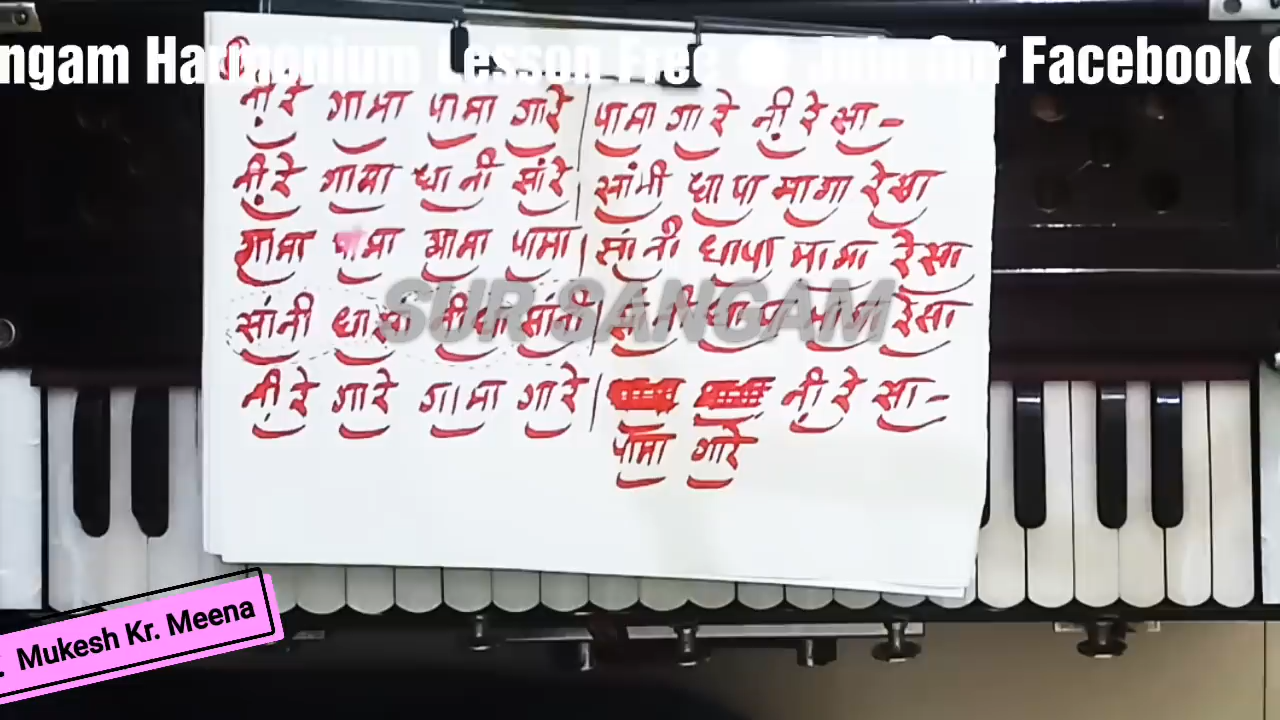 ngam Harmonium Lesson Free Join Our Facebook
ऩी रे गामा पामा गारे | पामा गारे ऩी रे सा -
ऩी रे गामा धानी सांरे | सांनी धापा मागा रेसा
गामा पामा गामा पामा | सांनी धापा मागा रेसा
SUR SANGAM
सांनी धासा नीधा सांनी | सांनी धापा मागा रेसा
ऩी रे गारे गामा गारे | ऩी रे सा -
पामा गारे
Mukesh Kr. Meena